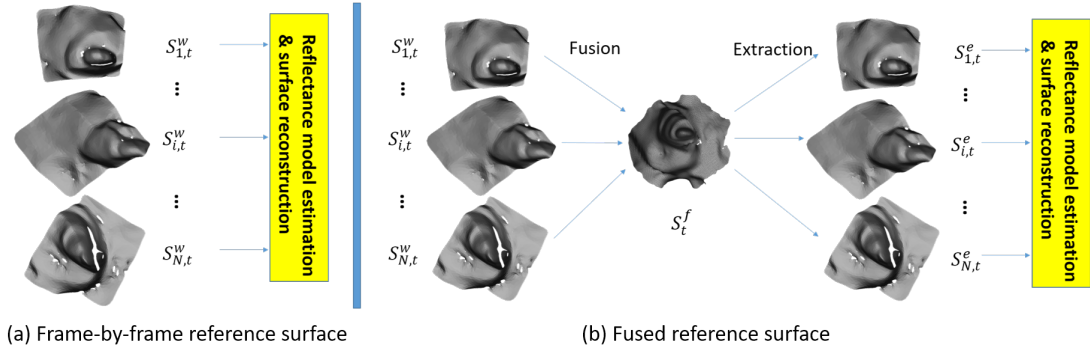 S^w_{1,t}
...
S^w_{i,t}
...
S^w_{N,t}
Reflectance model estimation
& surface reconstruction
(a) Frame-by-frame reference surface
S^w_{1,t}
...
S^w_{i,t}
...
S^w_{N,t}
Fusion
S^f_t
Extraction
S^e_{1,t}
...
S^e_{i,t}
...
S^e_{N,t}
Reflectance model estimation
& surface reconstruction
(b) Fused reference surface